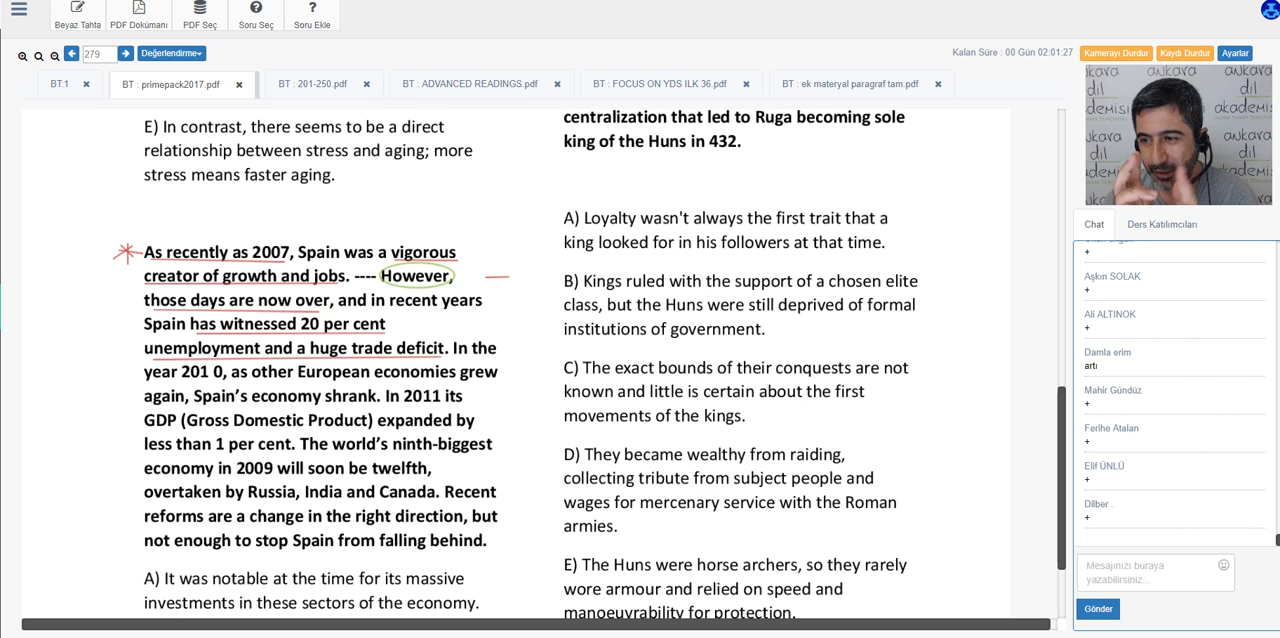 Beyaz Tahta
PDF Dokümanı
PDF Seç
Soru Seç
Soru Ekle
279
Değerlendirme
Kalan Süre : 00 Gün 02:01:27
Kamerayı Durdur
Kaydı Durdur
Ayarlar
BT:1
BT : primepack2017.pdf
BT : 201-250.pdf
BT : ADVANCED READINGS.pdf
BT : FOCUS ON YDS ILK 36.pdf
BT : ek materyal paragraf tam.pdf
E) In contrast, there seems to be a direct
relationship between stress and aging; more
stress means faster aging.
As recently as 2007, Spain was a vigorous
creator of growth and jobs. ---- However,
those days are now over, and in recent years
Spain has witnessed 20 per cent
unemployment and a huge trade deficit. In the
year 201 0, as other European economies grew
again, Spain's economy shrank. In 2011 its
GDP (Gross Domestic Product) expanded by
less than 1 per cent. The world's ninth-biggest
economy in 2009 will soon be twelfth,
overtaken by Russia, India and Canada. Recent
reforms are a change in the right direction, but
not enough to stop Spain from falling behind.
A) It was notable at the time for its massive
investments in these sectors of the economy.
centralization that led to Ruga becoming sole
king of the Huns in 432.
A) Loyalty wasn't always the first trait that a
king looked for in his followers at that time.
B) Kings ruled with the support of a chosen elite
class, but the Huns were still deprived of formal
institutions of government.
C) The exact bounds of their conquests are not
known and little is certain about the first
movements of the kings.
D) They became wealthy from raiding,
collecting tribute from subject people and
wages for mercenary service with the Roman
armies.
E) The Huns were horse archers, so they rarely
wore armour and relied on speed and
manoeuvrability for protection.
ankara
dil
akademisi
Chat
Ders Katılımcıları
+
Aşkın SOLAK
+
Ali ALTINOK
+
Damla erim
artı
Mahir Gündüz
+
Ferihe Atalan
+
Elif ÜNLÜ
+
Dilber .
+
Mesajınızı buraya
yazabilirsiniz...
Gönder